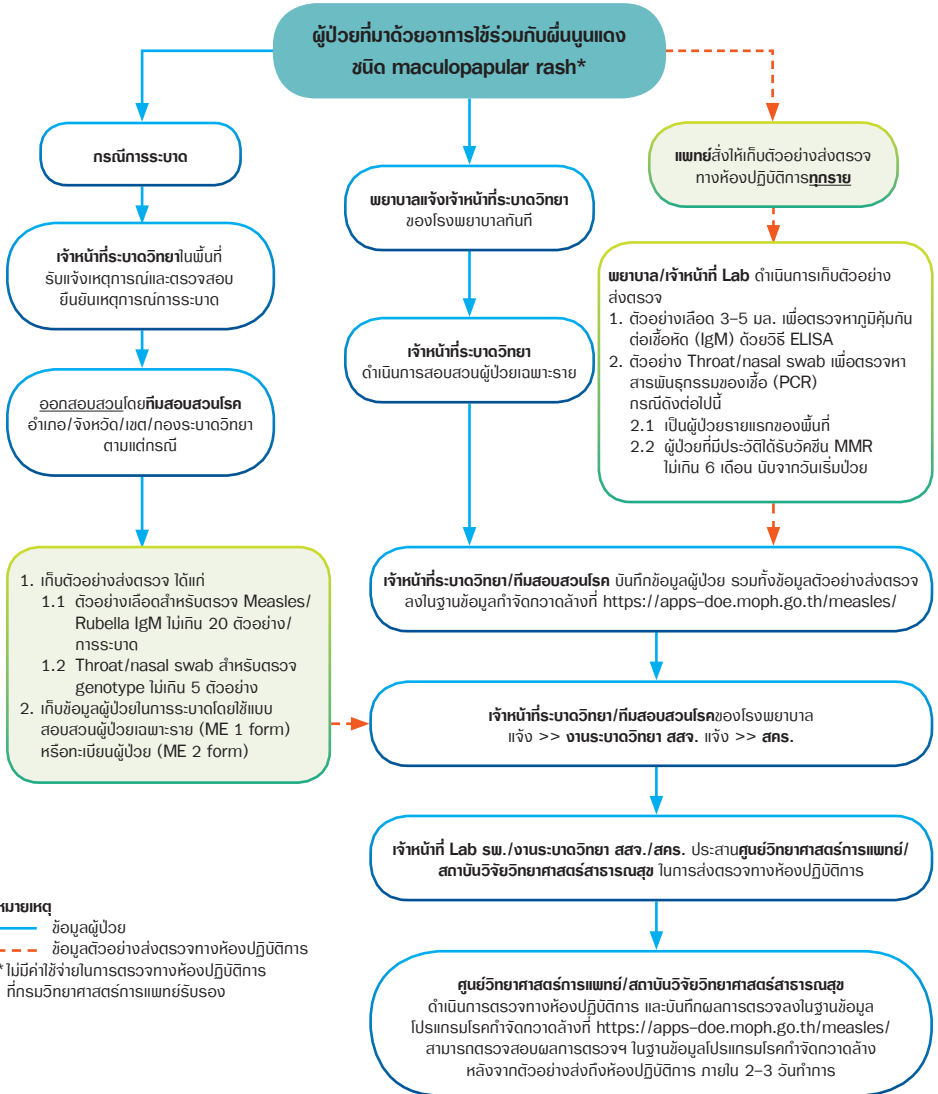 ผู้ป่วยที่มาด้วยอาการไข้ร่วมกับผื่นนูนแดง
ชนิด maculopapular rash*
กรณีการระบาด
เจ้าหน้าที่ระบาดวิทยาในพื้นที่
รับแจ้งเหตุการณ์และตรวจสอบ
ยืนยันเหตุการณ์การระบาด
ออกสอบสวนโดยทีมสอบสวนโรค
อำเภอ/จังหวัด/เขต/กองระบาดวิทยา
ตามแต่กรณี
1. เก็บตัวอย่างส่งตรวจ ได้แก่
1.1 ตัวอย่างเลือดสำหรับตรวจ Measles/
Rubella IgM ไม่เกิน 20 ตัวอย่าง/
การระบาด
1.2 Throat/nasal swab สำหรับตรวจ
genotype ไม่เกิน 5 ตัวอย่าง
2. เก็บข้อมูลผู้ป่วยในการระบาดโดยใช้แบบ
สอบสวนผู้ป่วยเฉพาะราย (ME 1 form)
หรือทะเบียนผู้ป่วย (ME 2 form)
พยาบาลแจ้งเจ้าหน้าที่ระบาดวิทยา
ของโรงพยาบาลทันที
เจ้าหน้าที่ระบาดวิทยา
ดำเนินการสอบสวนผู้ป่วยเฉพาะราย
แพทย์สั่งให้เก็บตัวอย่างส่งตรวจ
ทางห้องปฏิบัติการทุกราย
พยาบาล/เจ้าหน้าที่ Lab ดำเนินการเก็บตัวอย่าง
ส่งตรวจ
1. ตัวอย่างเลือด 3–5 มล. เพื่อตรวจหาภูมิคุ้มกัน
ต่อเชื้อหัด (IgM) ด้วยวิธี ELISA
2. ตัวอย่าง Throat/nasal swab เพื่อตรวจหา
สารพันธุกรรมของเชื้อ (PCR)
กรณีดังต่อไปนี้
2.1 เป็นผู้ป่วยรายแรกของพื้นที่
2.2 ผู้ป่วยที่มีประวัติได้รับวัคซีน MMR
ไม่เกิน 6 เดือน นับจากวันเริ่มป่วย
เจ้าหน้าที่ระบาดวิทยา/ทีมสอบสวนโรค บันทึกข้อมูลผู้ป่วย รวมทั้งข้อมูลตัวอย่างส่งตรวจ
ลงในฐานข้อมูลกำจัดกวาดล้างที่ https://apps-doe.moph.go.th/measles/
เจ้าหน้าที่ระบาดวิทยา/ทีมสอบสวนโรคของโรงพยาบาล
แจ้ง >> งานระบาดวิทยา สสจ. แจ้ง >> สคร.
เจ้าหน้าที่ Lab รพ./งานระบาดวิทยา สสจ./สคร. ประสานศูนย์วิทยาศาสตร์การแพทย์/
สถาบันวิจัยวิทยาศาสตร์สาธารณสุข ในการส่งตรวจทางห้องปฏิบัติการ
ศูนย์วิทยาศาสตร์การแพทย์/สถาบันวิจัยวิทยาศาสตร์สาธารณสุข
ดำเนินการตรวจทางห้องปฏิบัติการ และบันทึกผลการตรวจลงในฐานข้อมูล
โปรแกรมโรคกำจัดกวาดล้างที่ https://apps-doe.moph.go.th/measles/
สามารถตรวจสอบผลการตรวจฯ ในฐานข้อมูลโปรแกรมโรคกำจัดกวาดล้าง
หลังจากตัวอย่างส่งถึงห้องปฏิบัติการ ภายใน 2–3 วันทำการ
หมายเหตุ
ข้อมูลผู้ป่วย
ข้อมูลตัวอย่างส่งตรวจทางห้องปฏิบัติการ
*ไม่มีค่าใช้จ่ายในการตรวจทางห้องปฏิบัติการ
ที่กรมวิทยาศาสตร์การแพทย์รับรอง